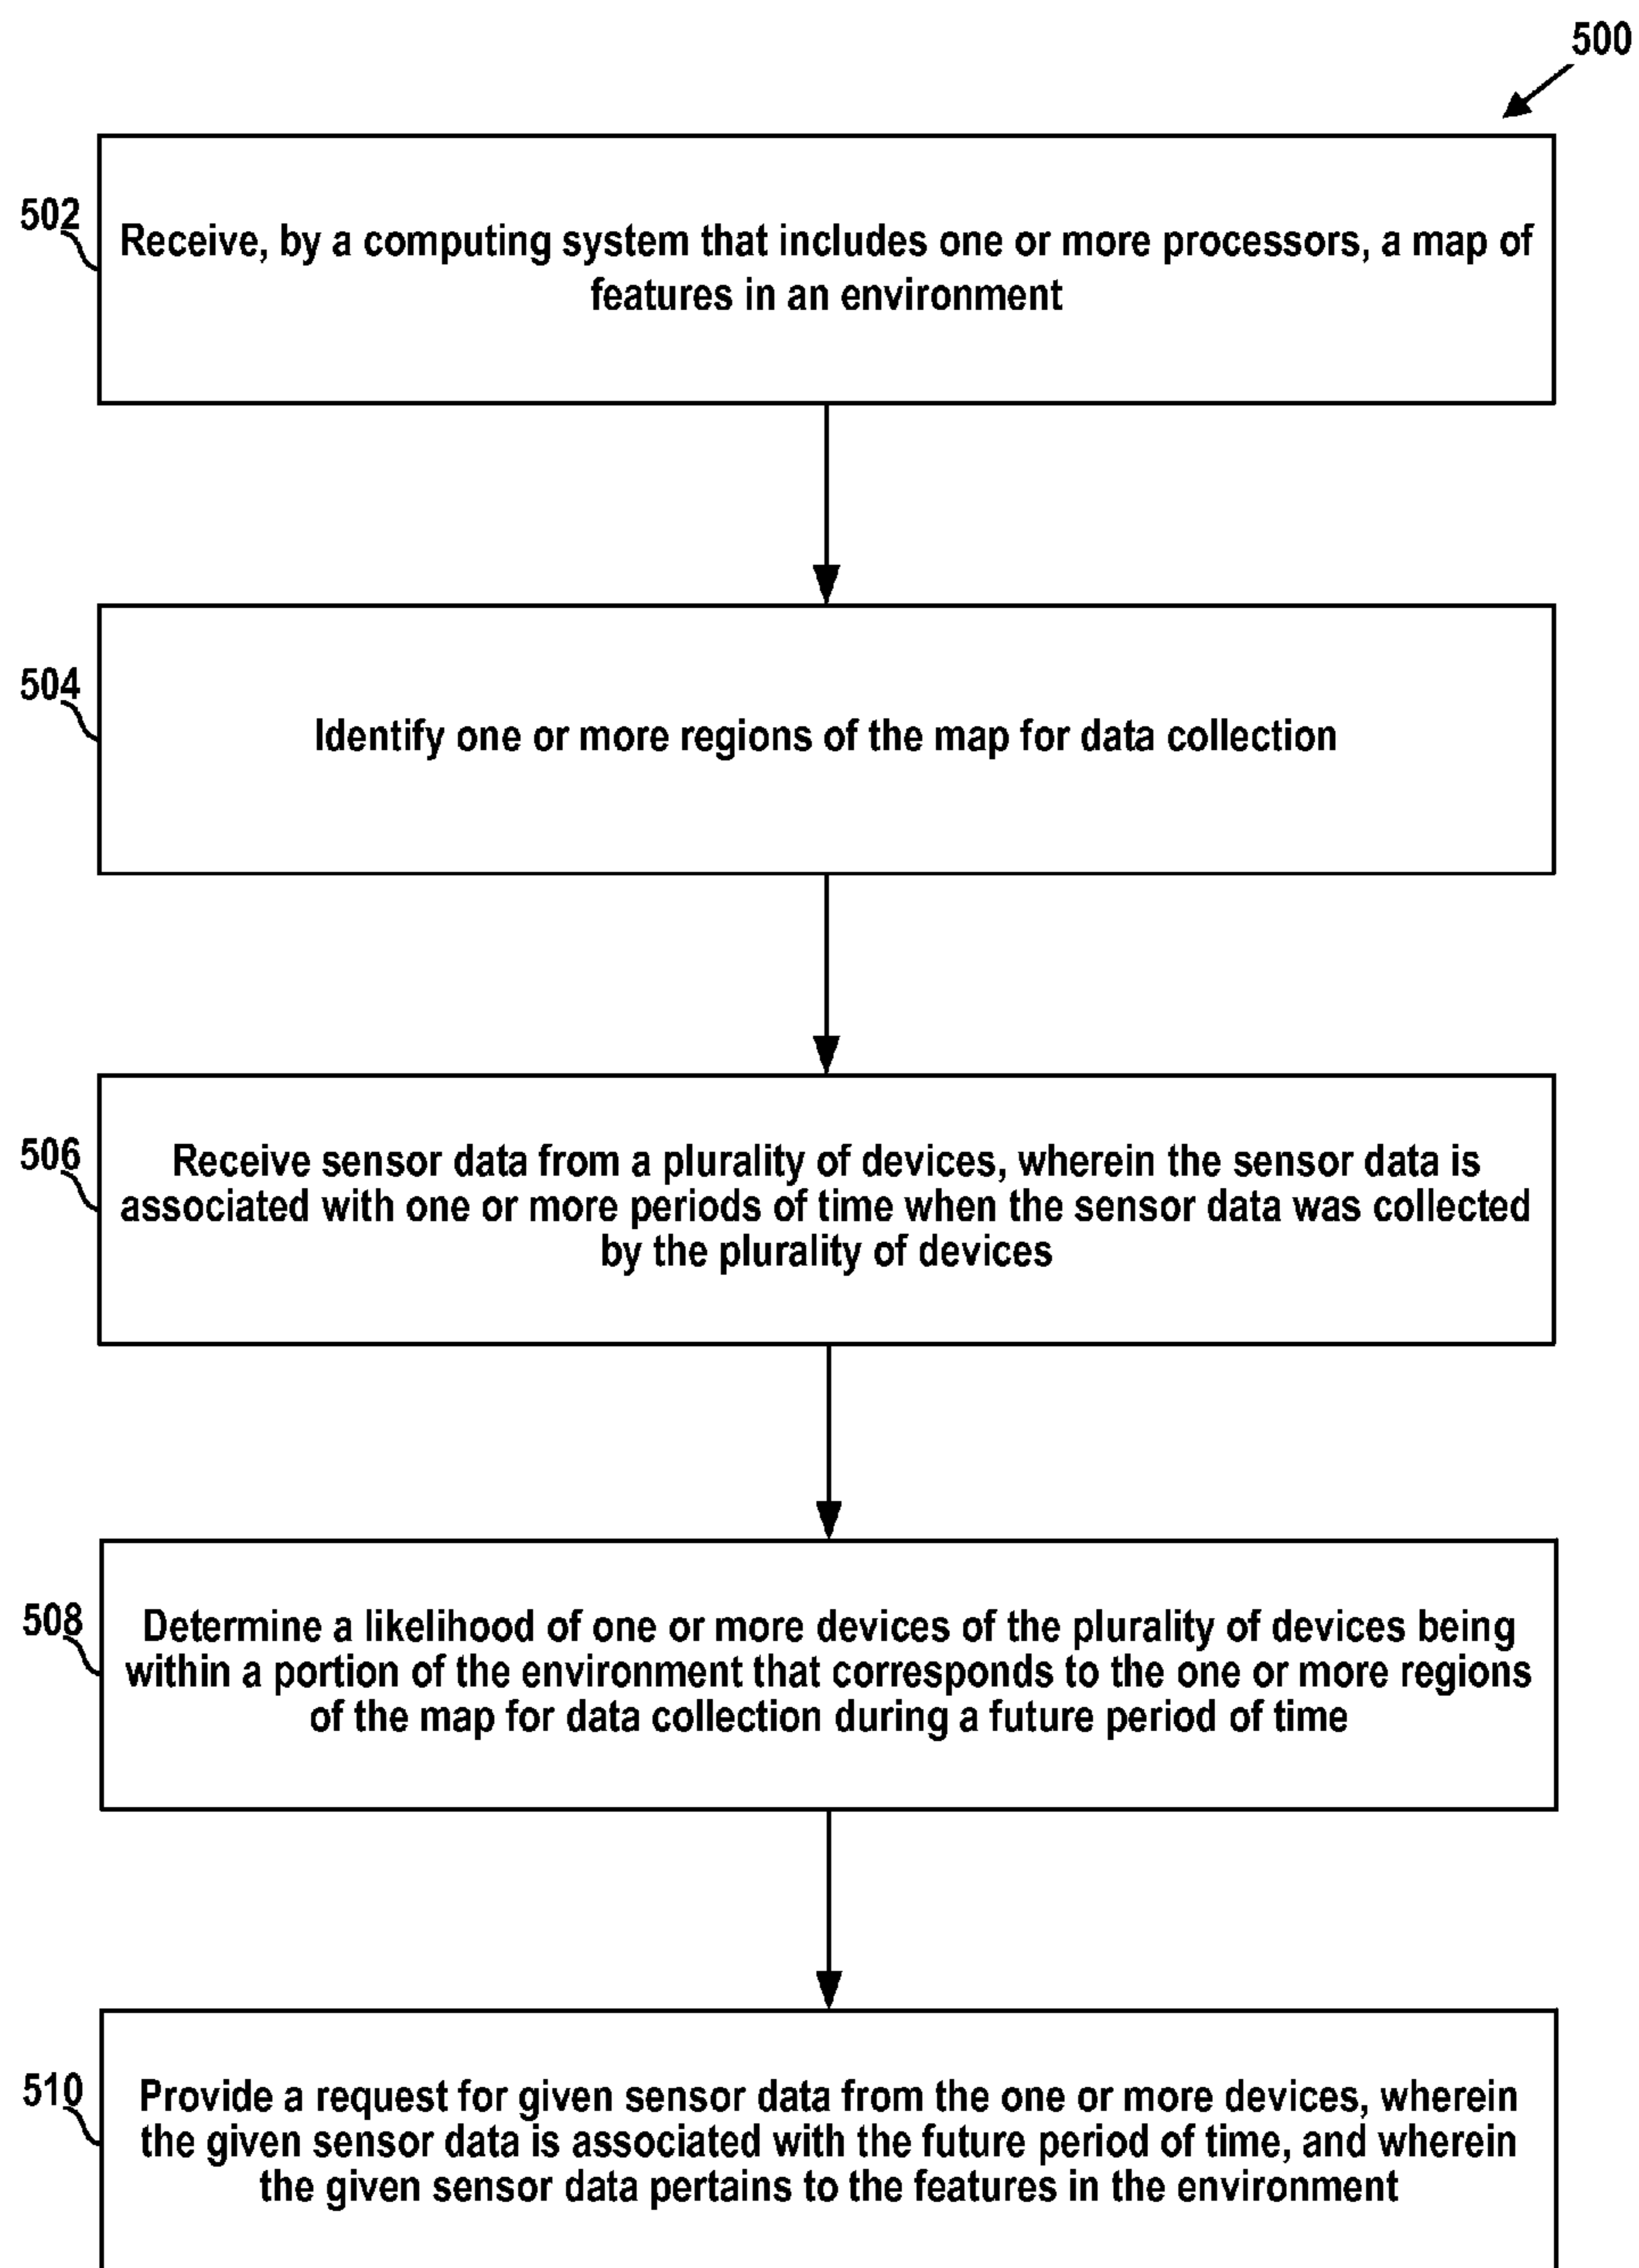 500
502
Receive, by a computing system that includes one or more processors, a map of
features in an environment
504
Identify one or more regions of the map for data collection
506
Receive sensor data from a plurality of devices, wherein the sensor data is
associated with one or more periods of time when the sensor data was collected
by the plurality of devices
508
Determine a likelihood of one or more devices of the plurality of devices being
within a portion of the environment that corresponds to the one or more regions
of the map for data collection during a future period of time
510
Provide a request for given sensor data from the one or more devices, wherein
the given sensor data is associated with the future period of time, and wherein
the given sensor data pertains to the features in the environment